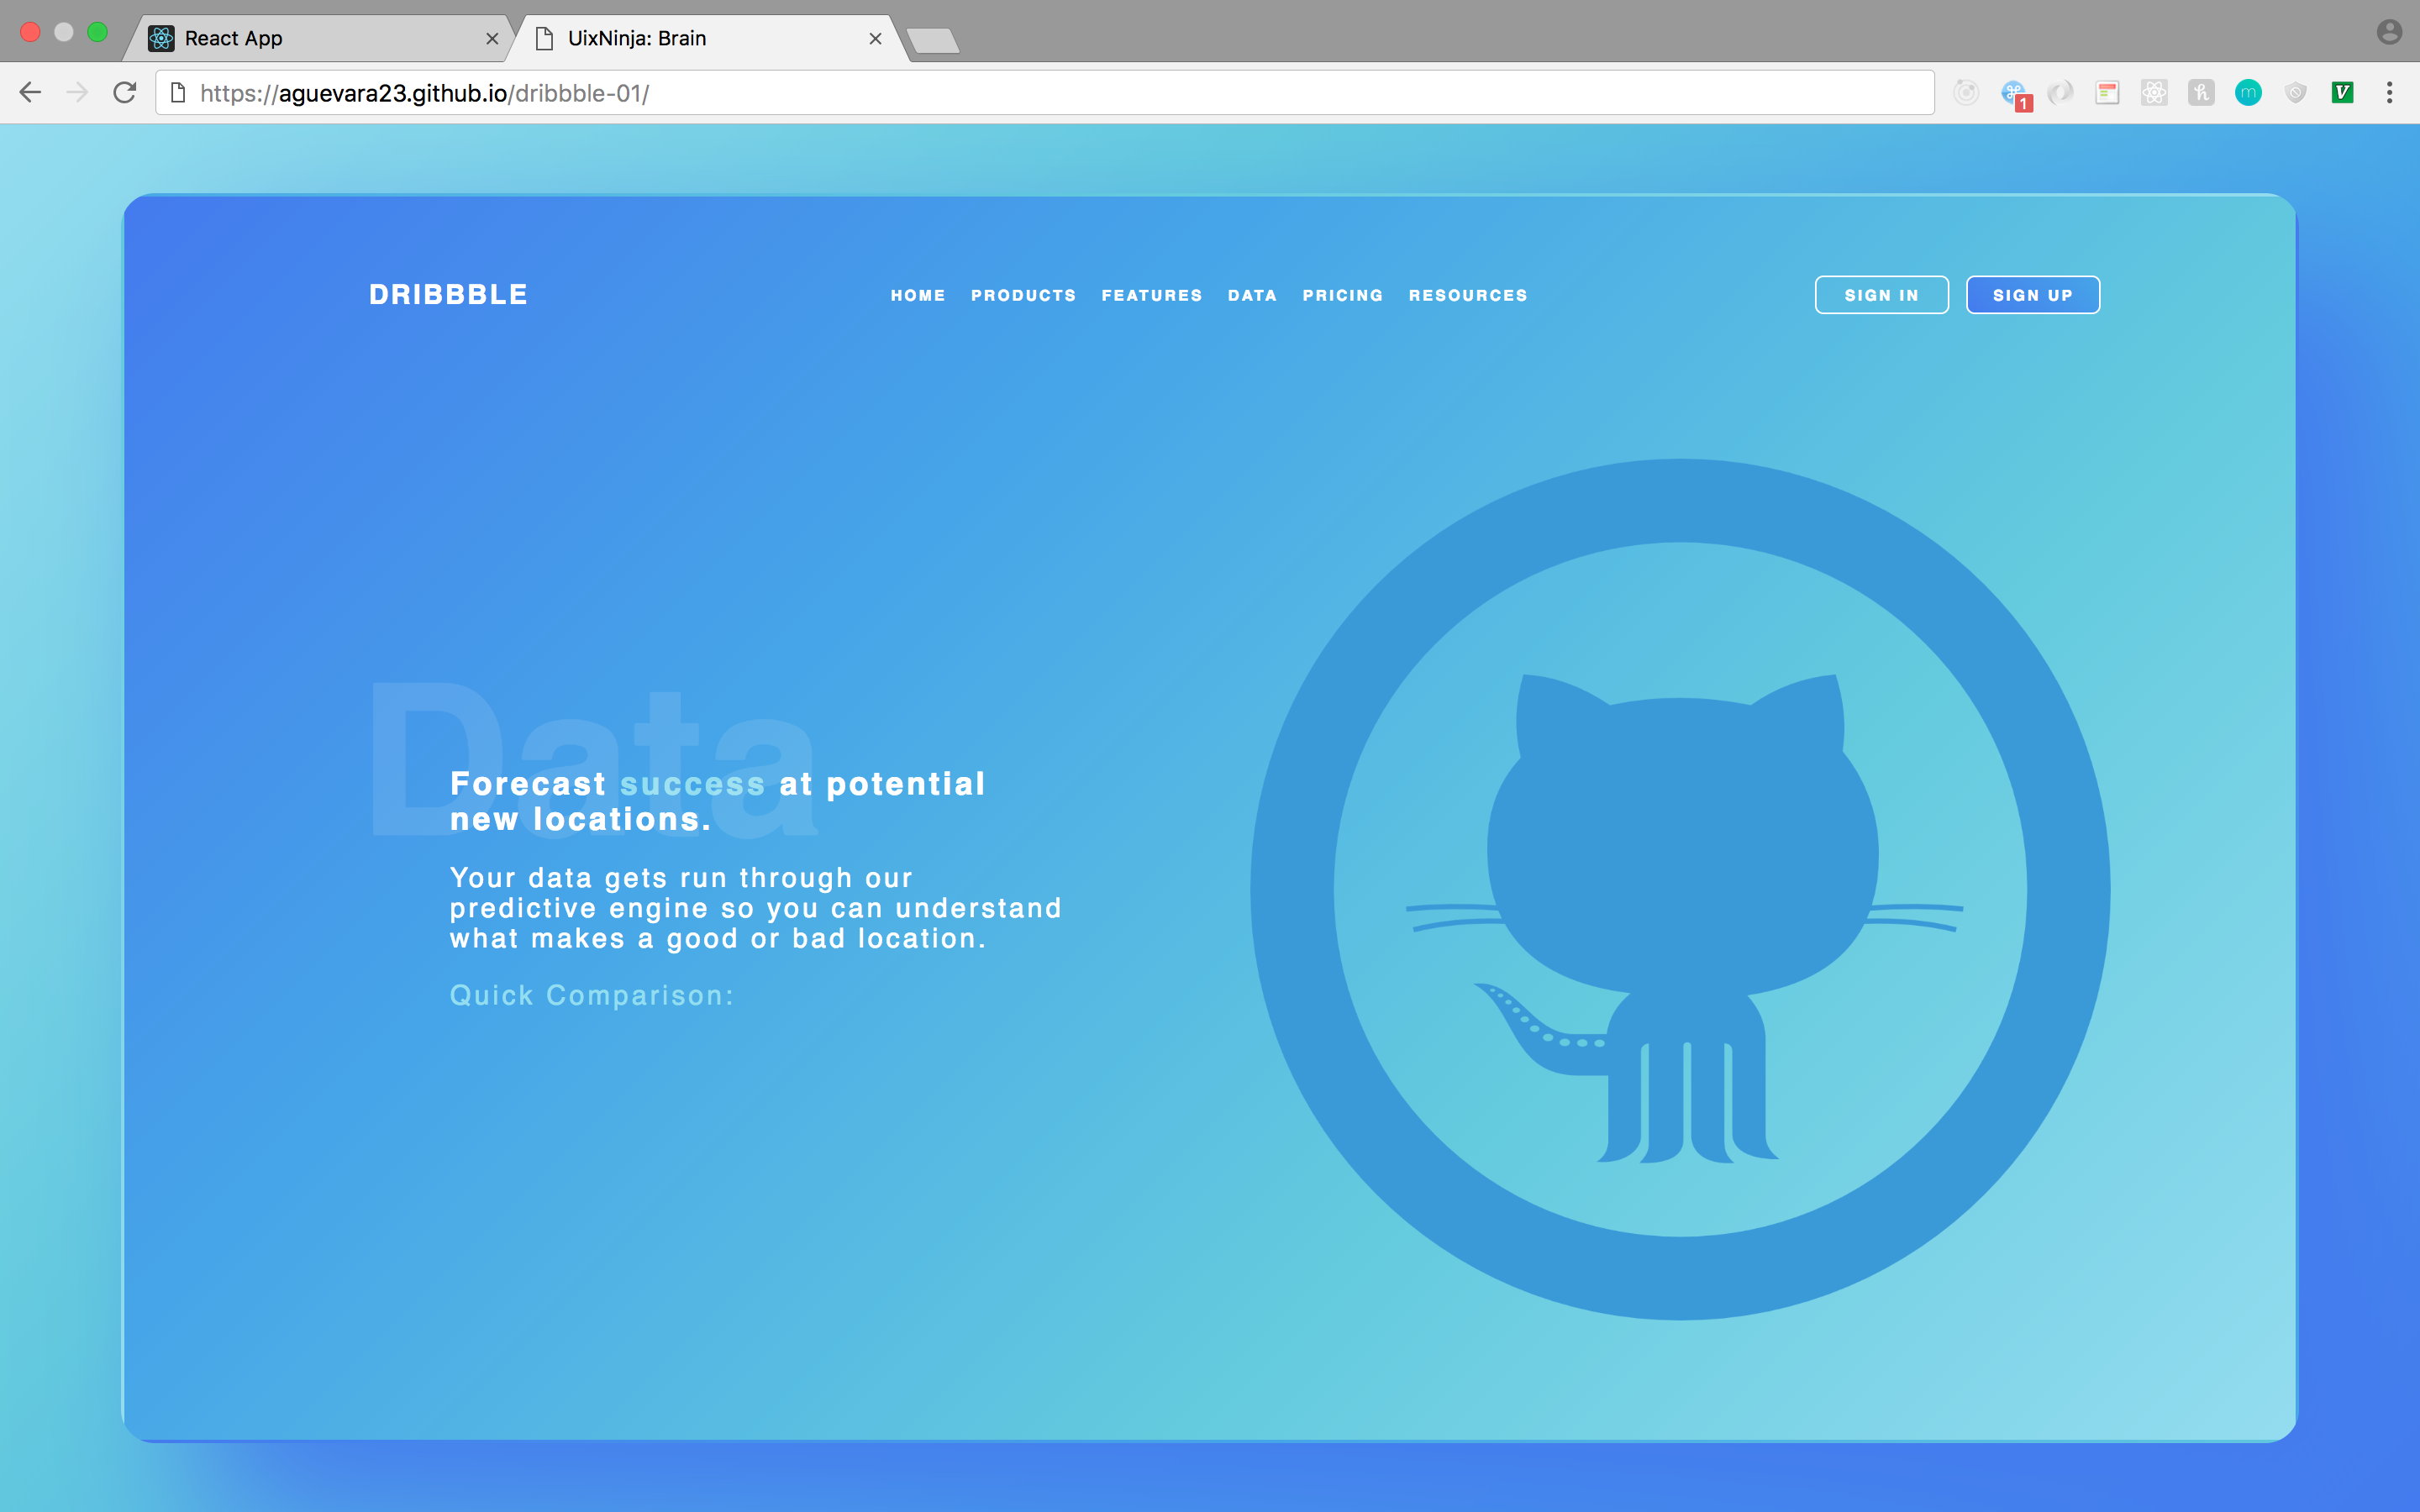 React App
UixNinja: Brain
https://aguevara23.github.io/dribbble-01/
1
m
V
DRIBBBLE
HOME PRODUCTS FEATURES DATA PRICING RESOURCES
SIGN IN SIGN UP
Data
Forecast success at potential
new locations.
Your data gets run through our
predictive engine so you can understand
what makes a good or bad location.
Quick Comparison: